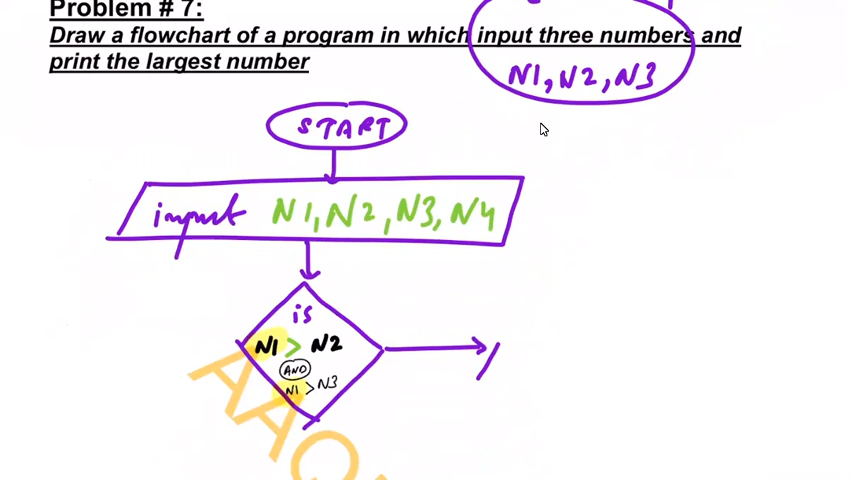 Problem # 7:
Draw a flowchart of a program in which input three numbers and
print the largest number
N1, N2, N3
START
input N1, N2, N3, N4
is
N1 > N2
AND
N1 > N3